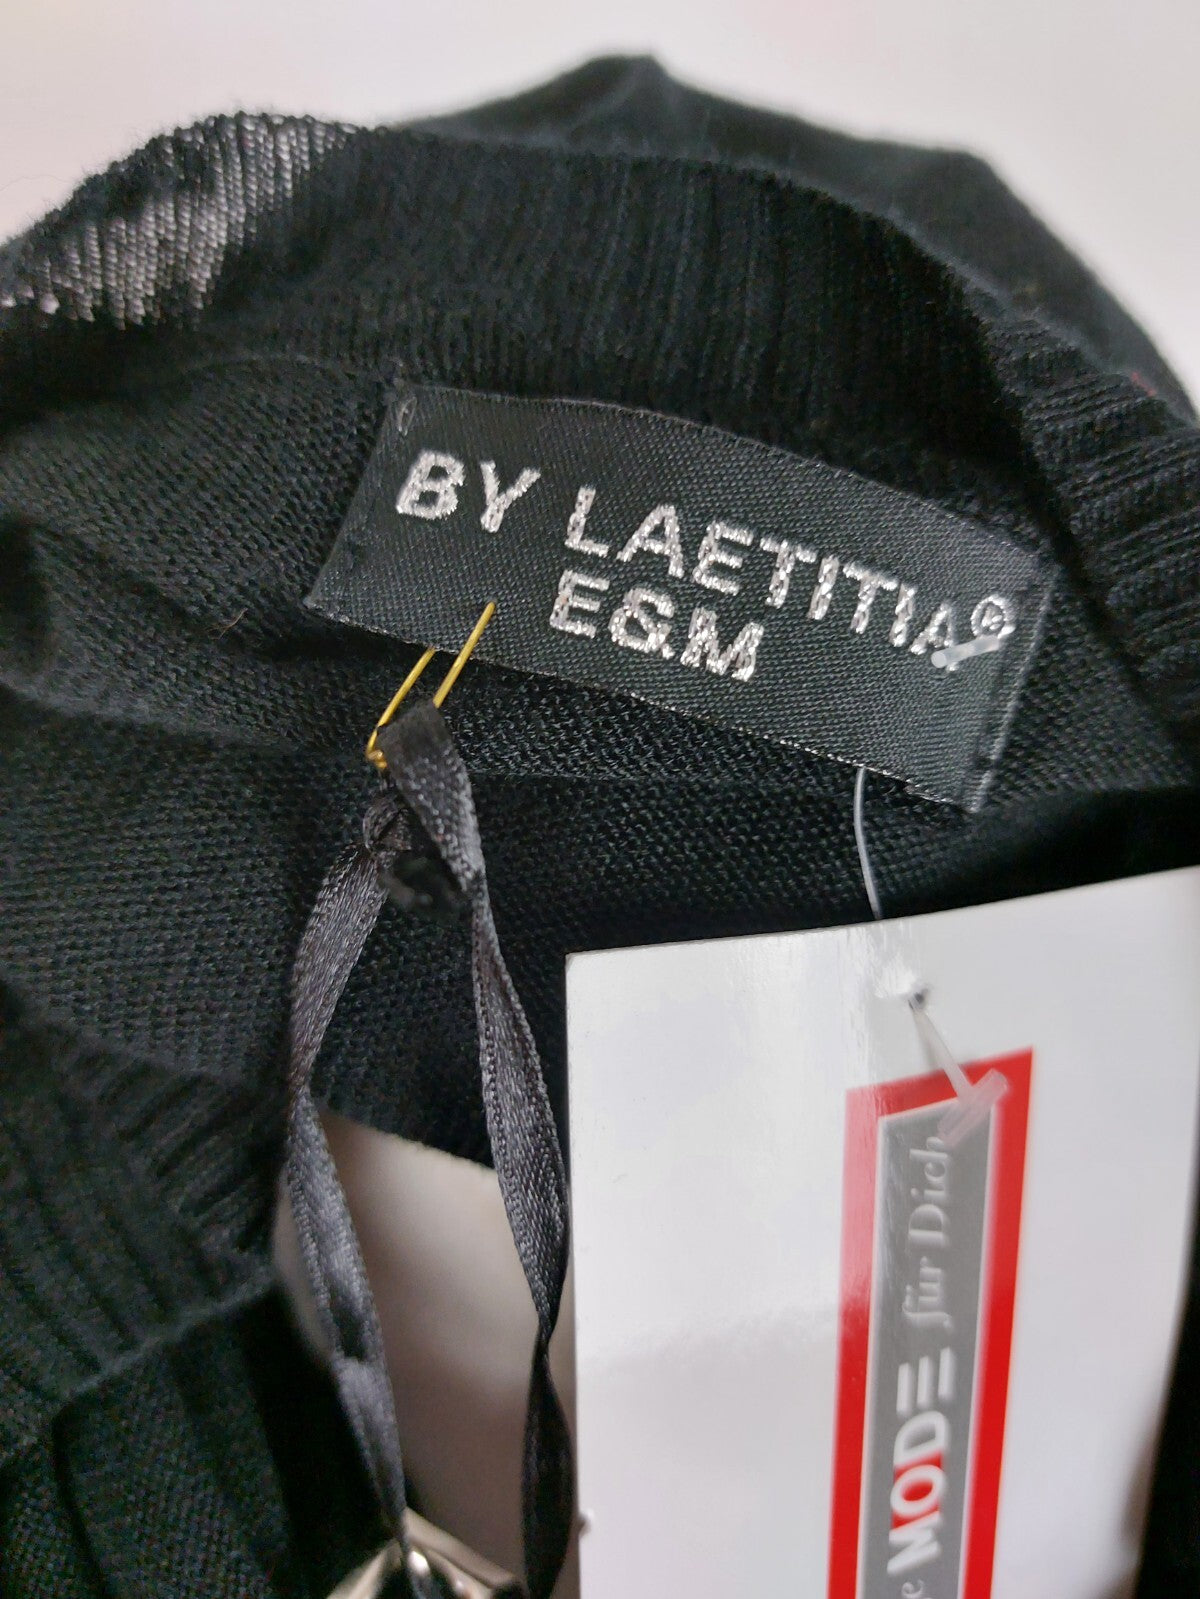 BY LAETITIA®
E&M
MODE für Dich